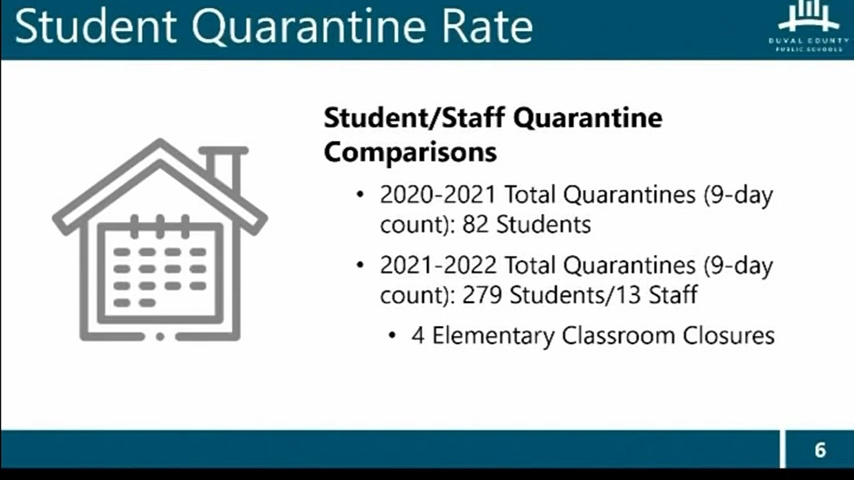 Student Quarantine Rate
DUVAL COUNTY
PUBLIC SCHOOLS
Student/Staff Quarantine
Comparisons
• 2020-2021 Total Quarantines (9-day
count): 82 Students
• 2021-2022 Total Quarantines (9-day
count): 279 Students/13 Staff
• 4 Elementary Classroom Closures
6